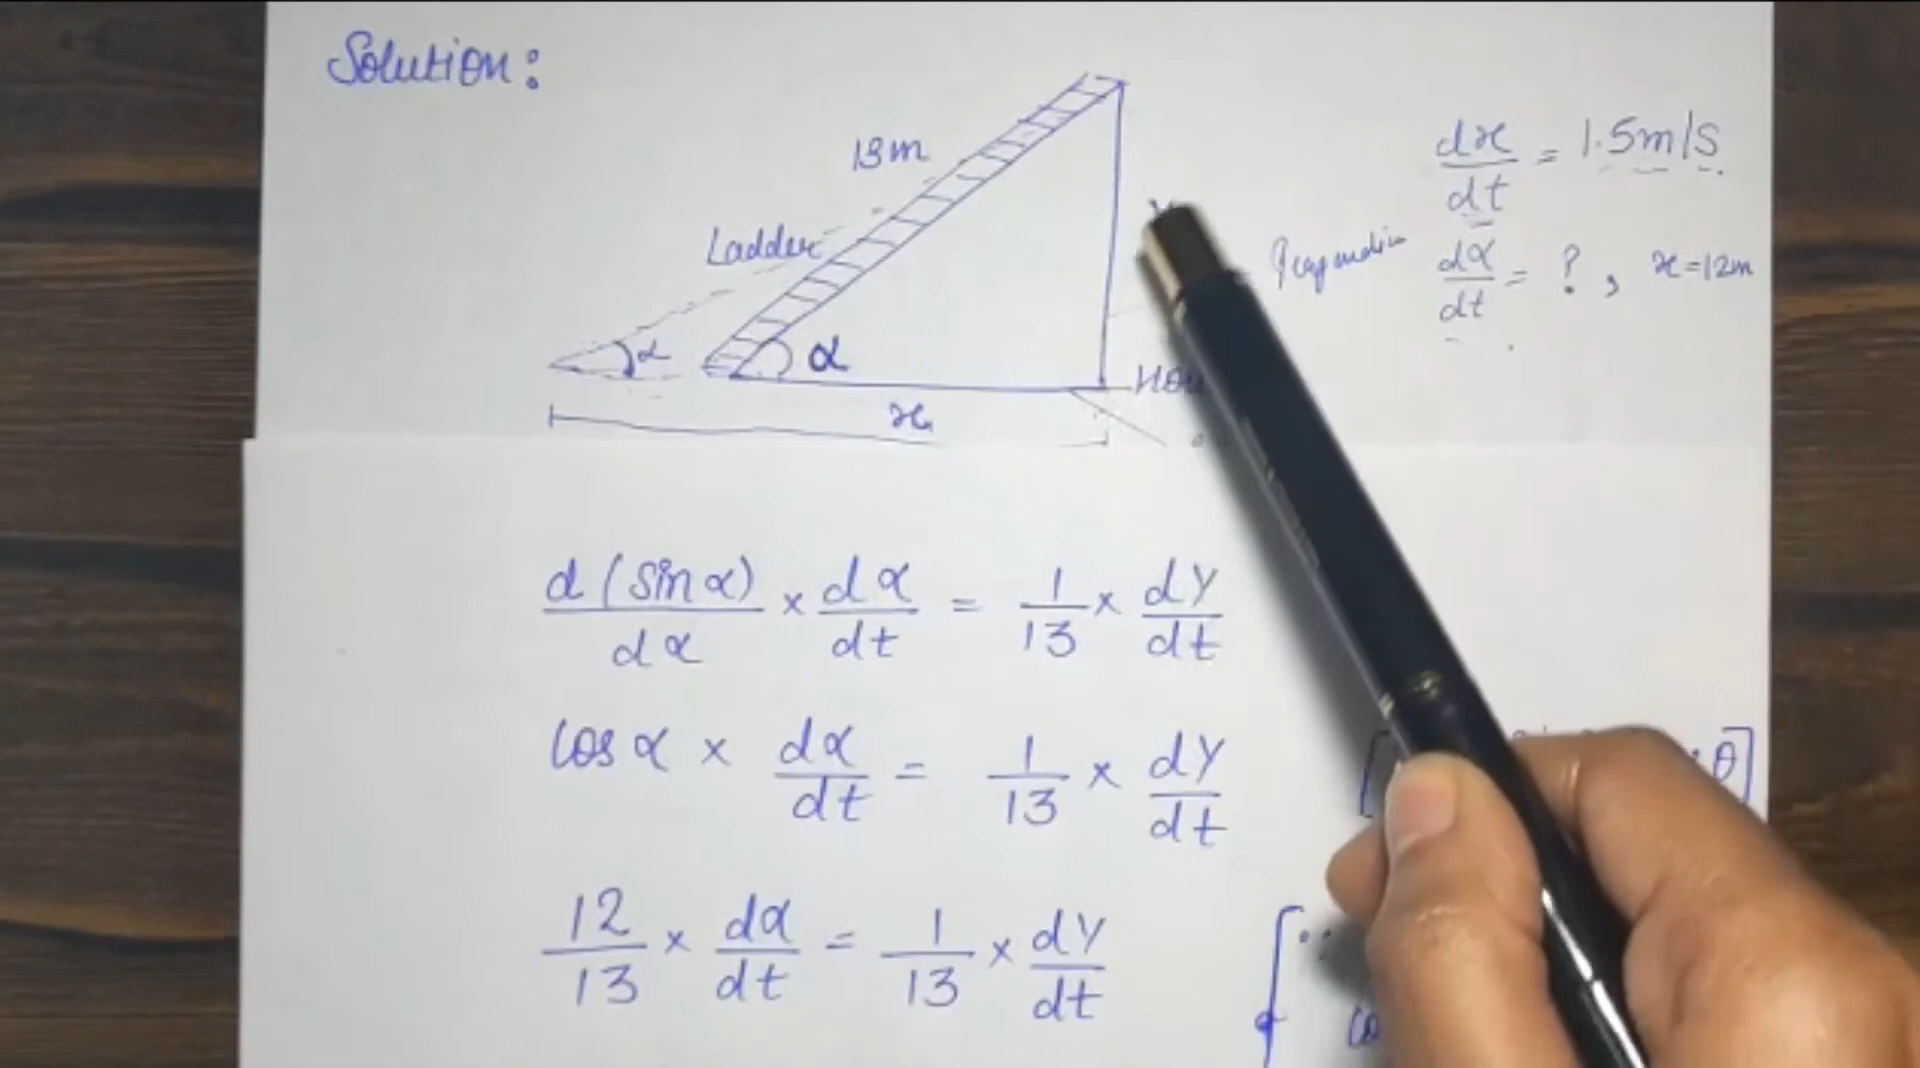 Solution:
13m
Ladder
α
α
x
dx/dt = 1.5m/s
dα/dt = ? , x=12m
d(sinα)/dα × dα/dt = 1/13 × dy/dt
cosα × dα/dt = 1/13 × dy/dt
12/13 × dα/dt = 1/13 × dy/dt